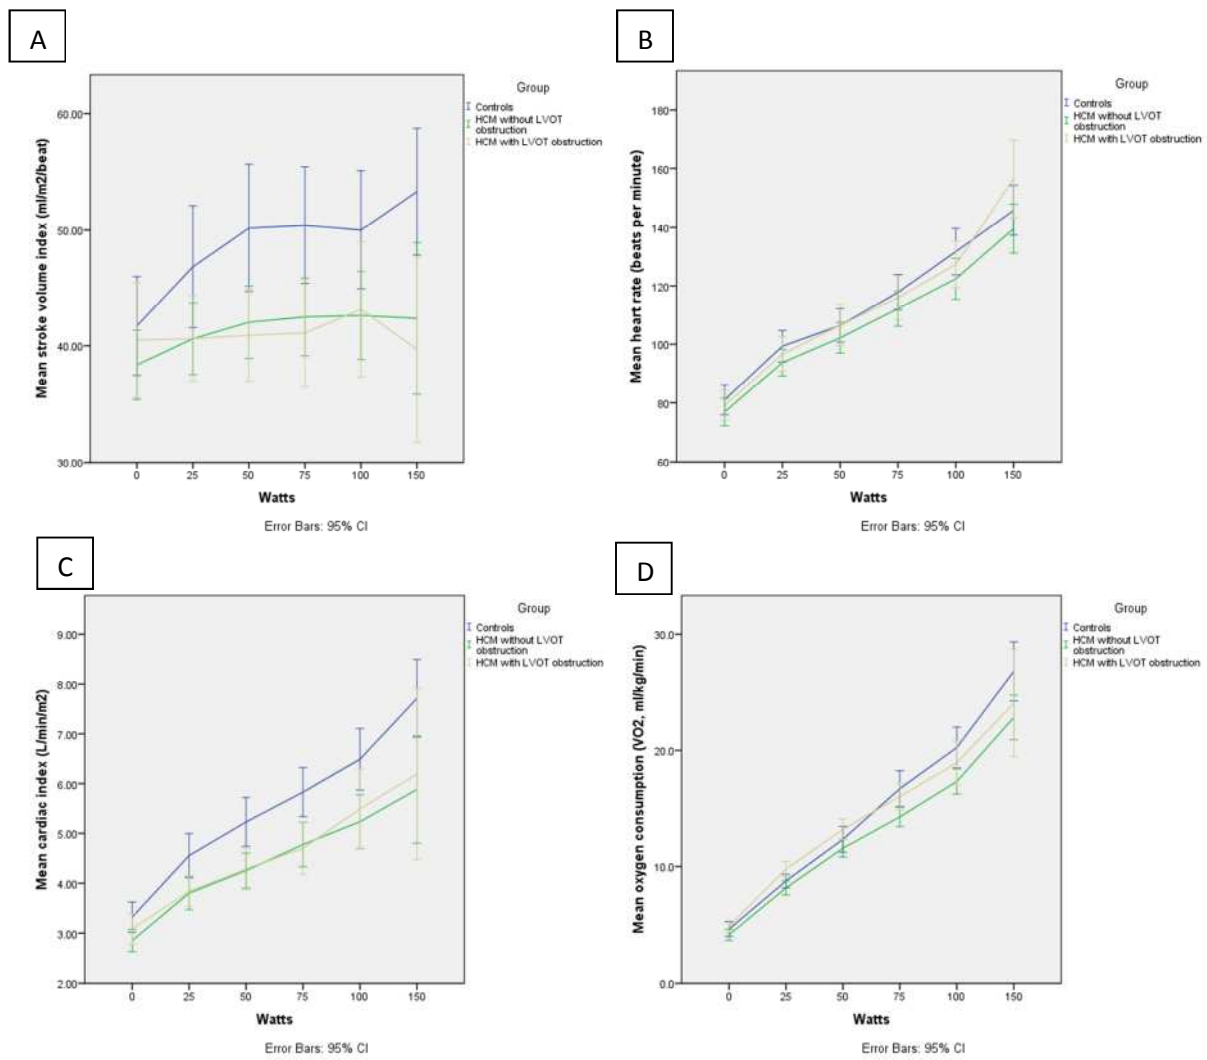 A
Group
Controls
HCM without LVOT
obstruction
HCM with LVOT obstruction
Mean stroke volume index (ml/m2/beat)
60.00
50.00
40.00
30.00
0 25 50 75 100 150
Watts
Error Bars: 95% CI
B
Group
Controls
HCM without LVOT
obstruction
HCM with LVOT obstruction
Mean heart rate (beats per minute)
180
160
140
120
100
80
60
0 25 50 75 100 150
Watts
Error Bars: 95% CI
C
Group
Controls
HCM without LVOT
obstruction
HCM with LVOT obstruction
Mean cardiac index (L/min/m2)
9.00
8.00
7.00
6.00
5.00
4.00
3.00
2.00
0 25 50 75 100 150
Watts
Error Bars: 95% CI
D
Group
Controls
HCM without LVOT
obstruction
HCM with LVOT obstruction
Mean oxygen consumption (VO2, ml/kg/min)
30.0
20.0
10.0
0.0
0 25 50 75 100 150
Watts
Error Bars: 95% CI